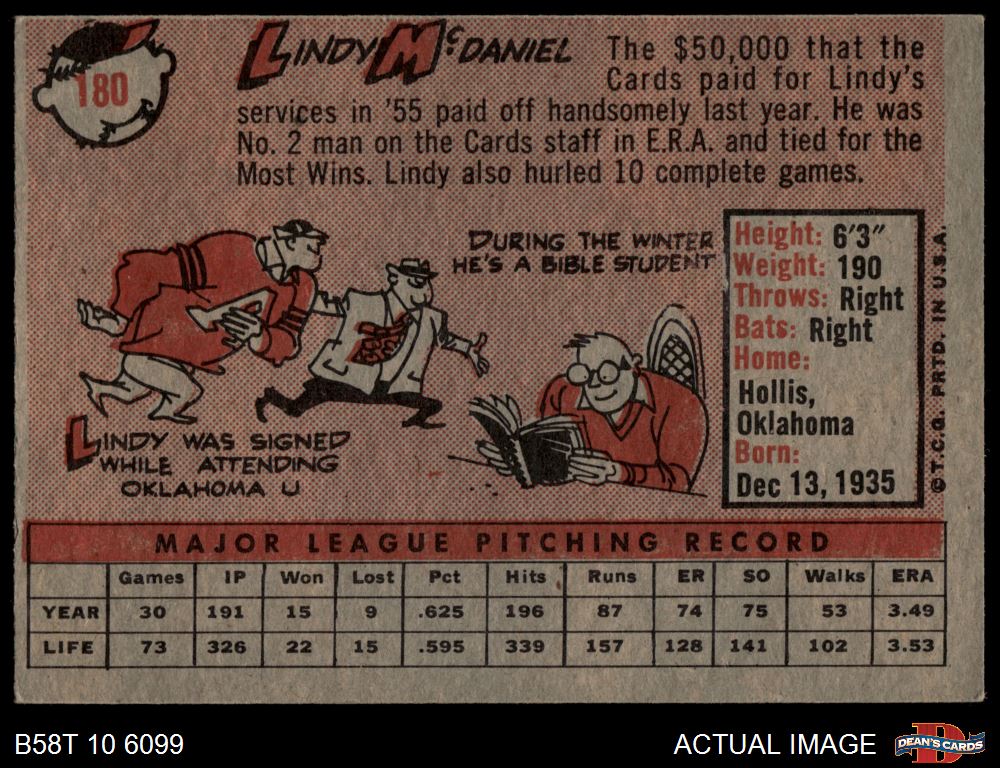 180
LINDY McDANIEL
The $50,000 that the
Cards paid for Lindy's
services in '55 paid off handsomely last year. He was
No. 2 man on the Cards staff in E.R.A. and tied for the
Most Wins. Lindy also hurled 10 complete games.
LINDY WAS SIGNED
WHILE ATTENDING
OKLAHOMA U
DURING THE WINTER
HE'S A BIBLE STUDENT
Height: 6'3"
Weight: 190
Throws: Right
Bats: Right
Home:
Hollis,
Oklahoma
Born:
Dec 13, 1935
© T.C.G. PRTD. IN U.S.A.
MAJOR LEAGUE PITCHING RECORD
Games IP Won Lost Pct Hits Runs ER SO Walks ERA
YEAR 30 191 15 9 .625 196 87 74 75 53 3.49
LIFE 73 326 22 15 .595 339 157 128 141 102 3.53
B58T 10 6099
ACTUAL IMAGE
DEAN'S CARDS